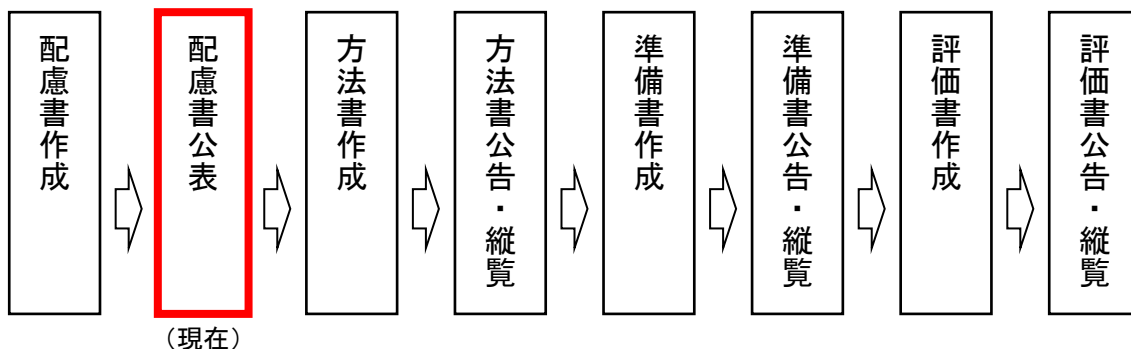 配慮書作成
配慮書公表
方法書作成
方法書公告・縦覧
準備書作成
準備書公告・縦覧
評価書作成
評価書公告・縦覧
（現在）